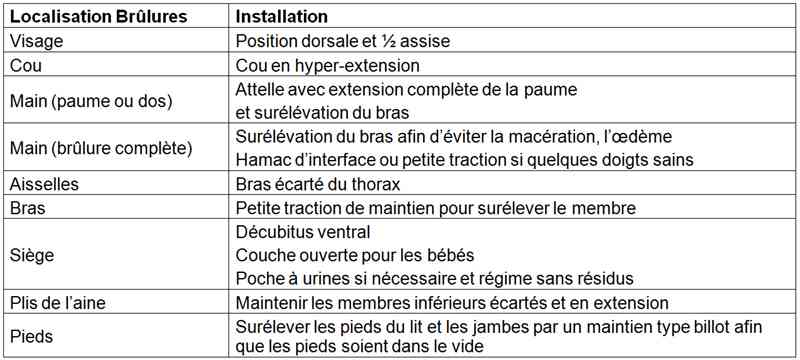 Localisation Brûlures Installation
Visage Position dorsale et ½ assise
Cou Cou en hyper-extension
Main (paume ou dos) Attelle avec extension complète de la paume
et surélévation du bras
Main (brûlure complète) Surélévation du bras afin d’éviter la macération, l’œdème
Hamac d’interface ou petite traction si quelques doigts sains
Aisselles Bras écarté du thorax
Bras Petite traction de maintien pour surélever le membre
Siège Décubitus ventral
Couche ouverte pour les bébés
Poche à urines si nécessaire et régime sans résidus
Plis de l’aine Maintenir les membres inférieurs écartés et en extension
Pieds Surélever les pieds du lit et les jambes par un maintien type billot afin
que les pieds soient dans le vide